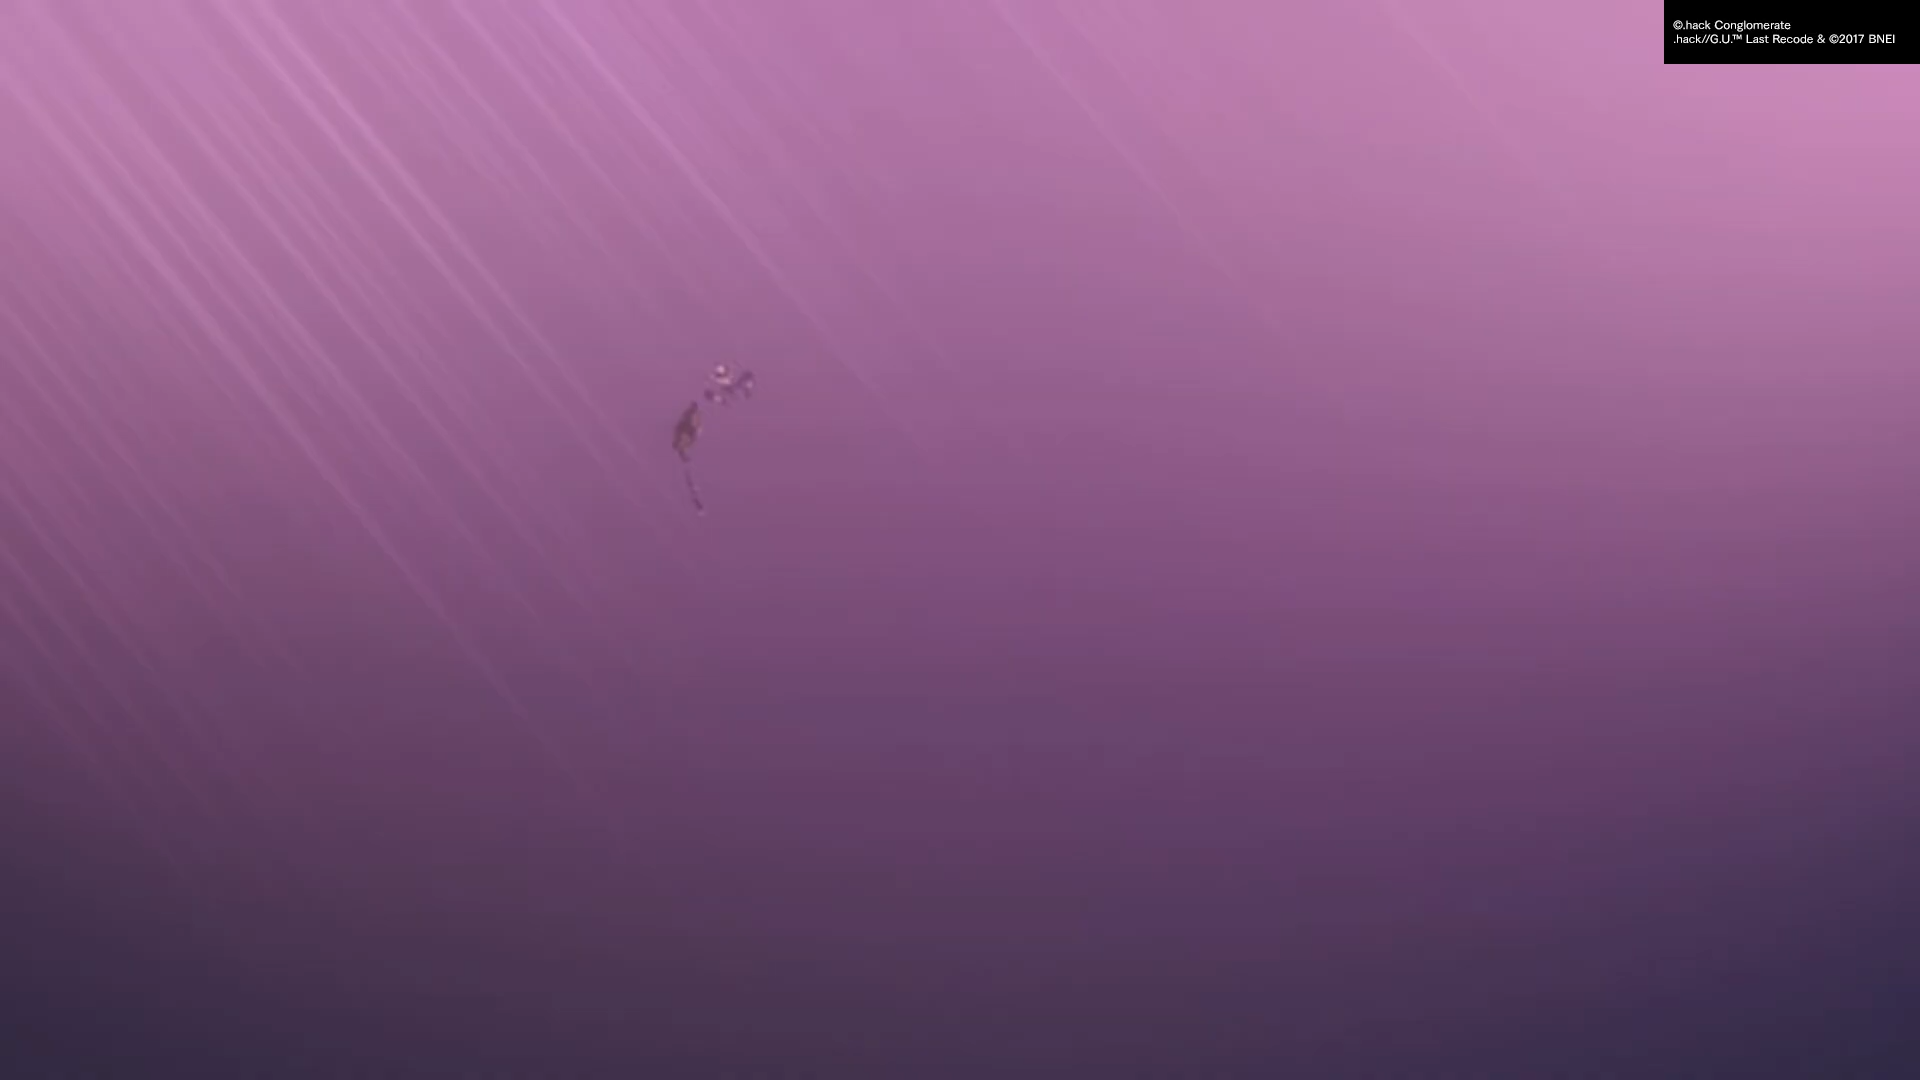 ©.hack Conglomerate
.hack//G.U.™ Last Recode & ©2017 BNEI